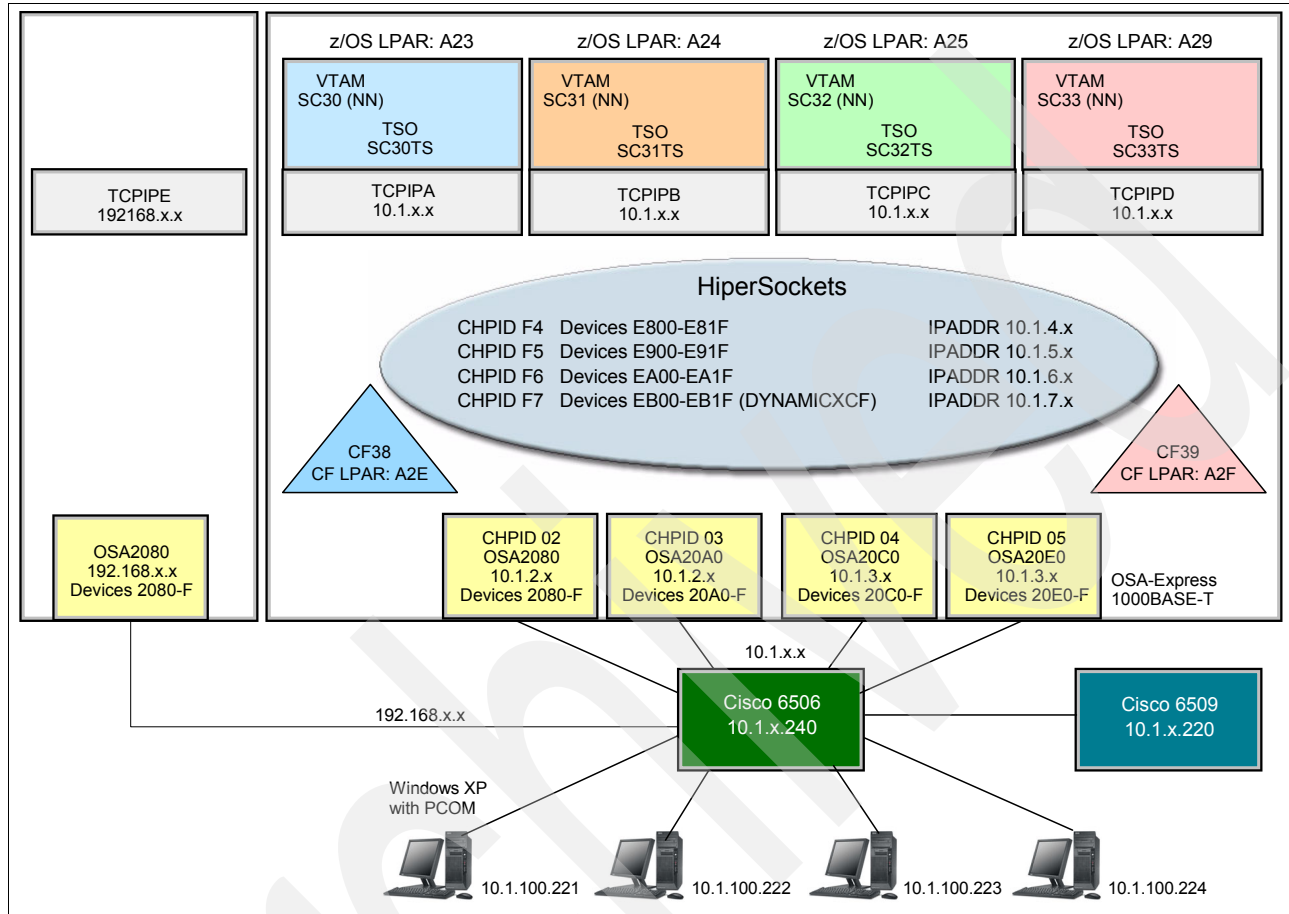 z/OS LPAR: A23
z/OS LPAR: A24
z/OS LPAR: A25
z/OS LPAR: A29
VTAM
SC30 (NN)
TSO
SC30TS
VTAM
SC31 (NN)
TSO
SC31TS
VTAM
SC32 (NN)
TSO
SC32TS
VTAM
SC33 (NN)
TSO
SC33TS
TCPIPE
192168.x.x
TCPIPA
10.1.x.x
TCPIPB
10.1.x.x
TCPIPC
10.1.x.x
TCPIPD
10.1.x.x
HiperSockets
CHPID F4 Devices E800-E81F IPADDR 10.1.4.x
CHPID F5 Devices E900-E91F IPADDR 10.1.5.x
CHPID F6 Devices EA00-EA1F IPADDR 10.1.6.x
CHPID F7 Devices EB00-EB1F (DYNAMICXCF) IPADDR 10.1.7.x
CF38
CF LPAR: A2E
CF39
CF LPAR: A2F
OSA2080
192.168.x.x
Devices 2080-F
CHPID 02
OSA2080
10.1.2.x
Devices 2080-F
CHPID 03
OSA20A0
10.1.2.x
Devices 20A0-F
CHPID 04
OSA20C0
10.1.3.x
Devices 20C0-F
CHPID 05
OSA20E0
10.1.3.x
Devices 20E0-F
OSA-Express
1000BASE-T
10.1.x.x
192.168.x.x
Cisco 6506
10.1.x.240
Cisco 6509
10.1.x.220
Windows XP
with PCOM
10.1.100.221
10.1.100.222
10.1.100.223
10.1.100.224